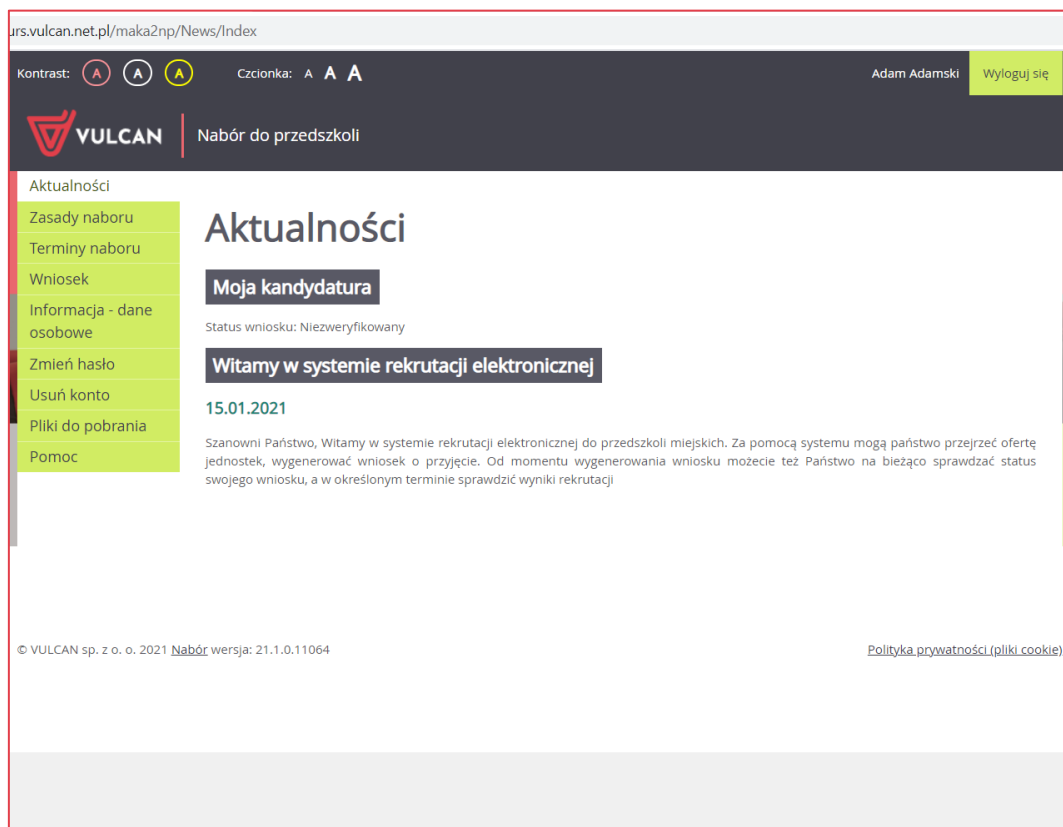 urs.vulcan.net.pl/maka2np/News/Index
Kontrast: A A A Czcionka: A A A Adam Adamski Wyloguj się
VULCAN Nabór do przedszkoli
Aktualności
Zasady naboru
Terminy naboru
Wniosek
Informacja - dane
osobowe
Zmień hasło
Usuń konto
Pliki do pobrania
Pomoc
Aktualności
Moja kandydatura
Status wniosku: Niezweryfikowany
Witamy w systemie rekrutacji elektronicznej
15.01.2021
Szanowni Państwo, Witamy w systemie rekrutacji elektronicznej do przedszkoli miejskich. Za pomocą systemu mogą państwo przejrzeć ofertę
jednostek, wygenerować wniosek o przyjęcie. Od momentu wygenerowania wniosku możecie też Państwo na bieżąco sprawdzać status
swojego wniosku, a w określonym terminie sprawdzić wyniki rekrutacji
© VULCAN sp. z o. o. 2021 Nabór wersja: 21.1.0.11064 Polityka prywatności (pliki cookie)